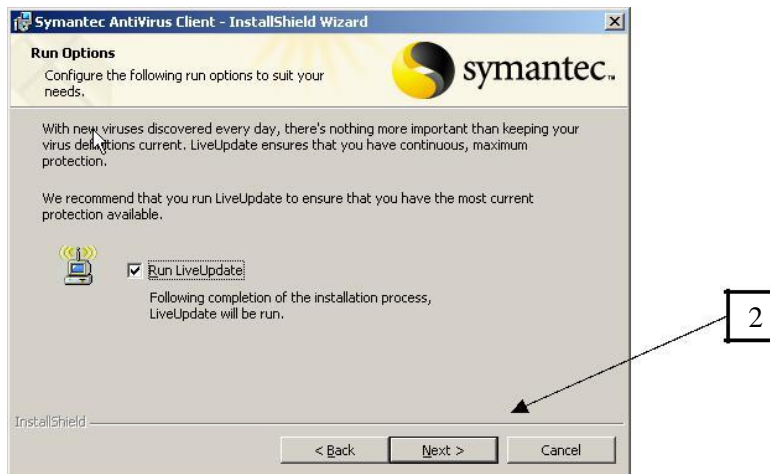 Symantec AntiVirus Client - InstallShield Wizard
Run Options
Configure the following run options to suit your
needs.
symantec.
With new viruses discovered every day, there's nothing more important than keeping your
virus definitions current. LiveUpdate ensures that you have continuous, maximum
protection.
We recommend that you run LiveUpdate to ensure that you have the most current
protection available.
Run LiveUpdate
Following completion of the installation process,
LiveUpdate will be run.
2
InstallShield
< Back
Next >
Cancel